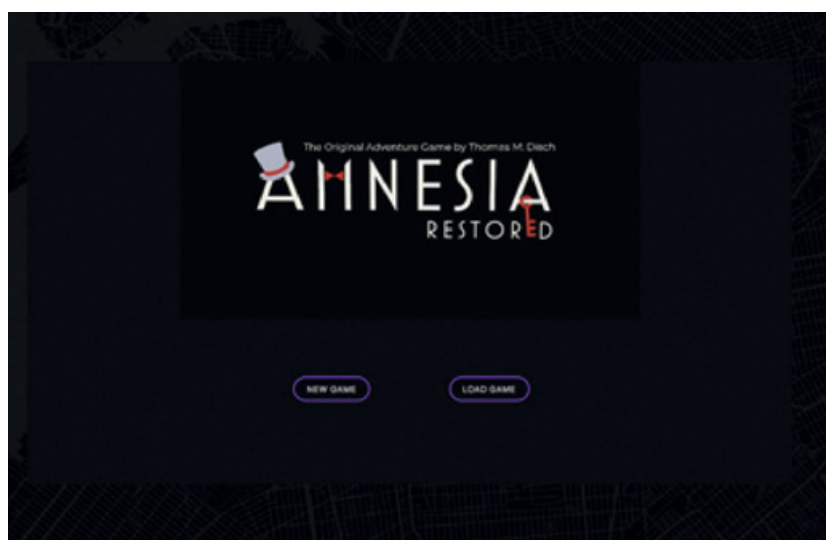 The Original Adventure Game by Thomas M. Disch
AMNESIA
RESTORED
NEW GAME
LOAD GAME